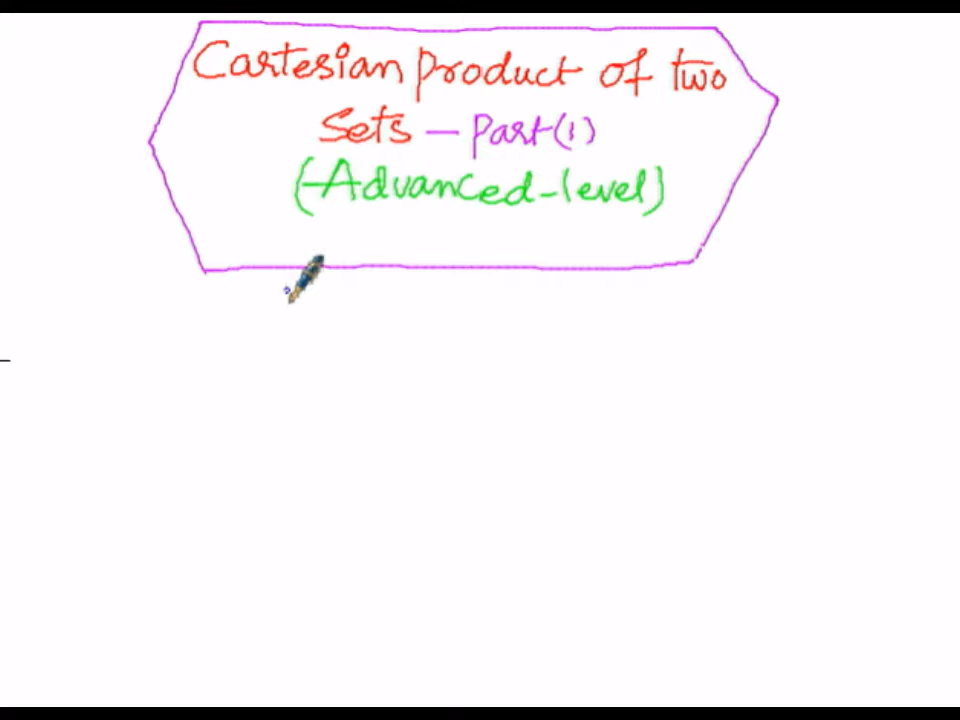 Cartesian product of two
Sets - Part(1)
(Advanced-level)